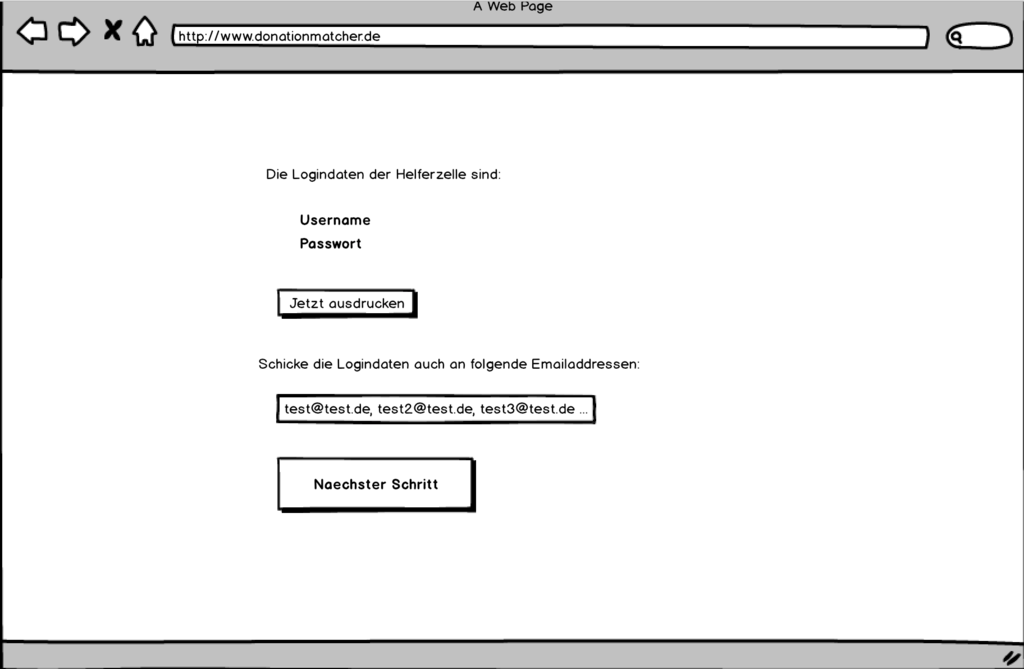 A Web Page
http://www.donationmatcher.de
Die Logindaten der Helferzelle sind:
Username
Passwort
Jetzt ausdrucken
Schicke die Logindaten auch an folgende Emailaddressen:
test@test.de, test2@test.de, test3@test.de ...
Naechster Schritt